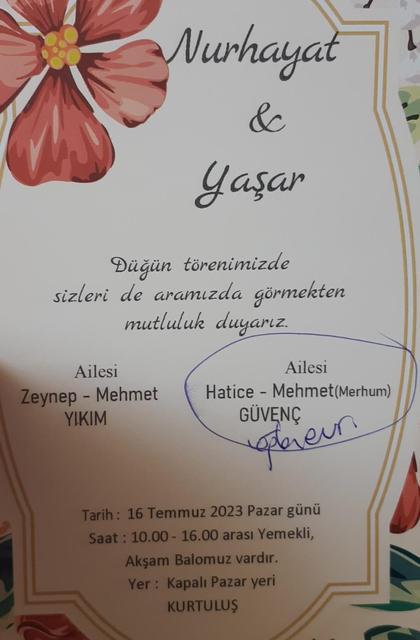 Nurhayat
&
Yaşar
Düğün törenimizde
sizleri de aramızda görmekten
mutluluk duyarız.
Ailesi
Zeynep - Mehmet
YIKIM
Ailesi
Hatice - Mehmet(Merhum)
GÜVENÇ
Tarih : 16 Temmuz 2023 Pazar günü
Saat : 10.00 - 16.00 arası Yemekli,
Akşam Balomuz vardır.
Yer : Kapalı Pazar yeri
KURTULUŞ